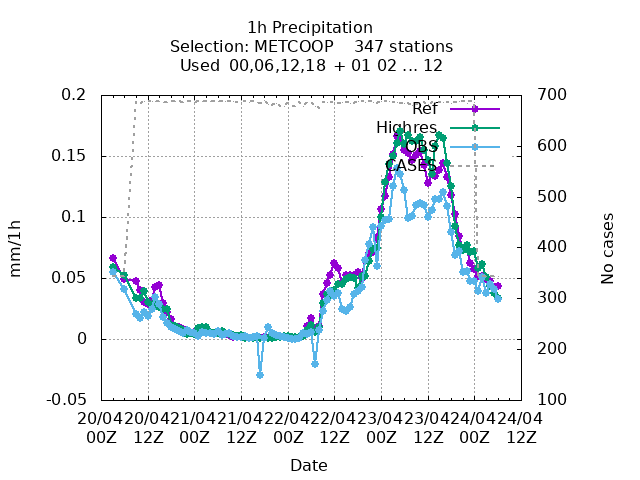 1h Precipitation
Selection: METCOOP    347 stations
Used  00,06,12,18 + 01 02 ... 12
Ref
Highres
OBS
CASES
0.2
0.15
0.1
0.05
0
-0.05
700
600
500
400
300
200
100
mm/1h
No cases
20/04 20/04 21/04 21/04 22/04 22/04 23/04 23/04 24/04 24/04
00Z 12Z 00Z 12Z 00Z 12Z 00Z 12Z 00Z 12Z
Date